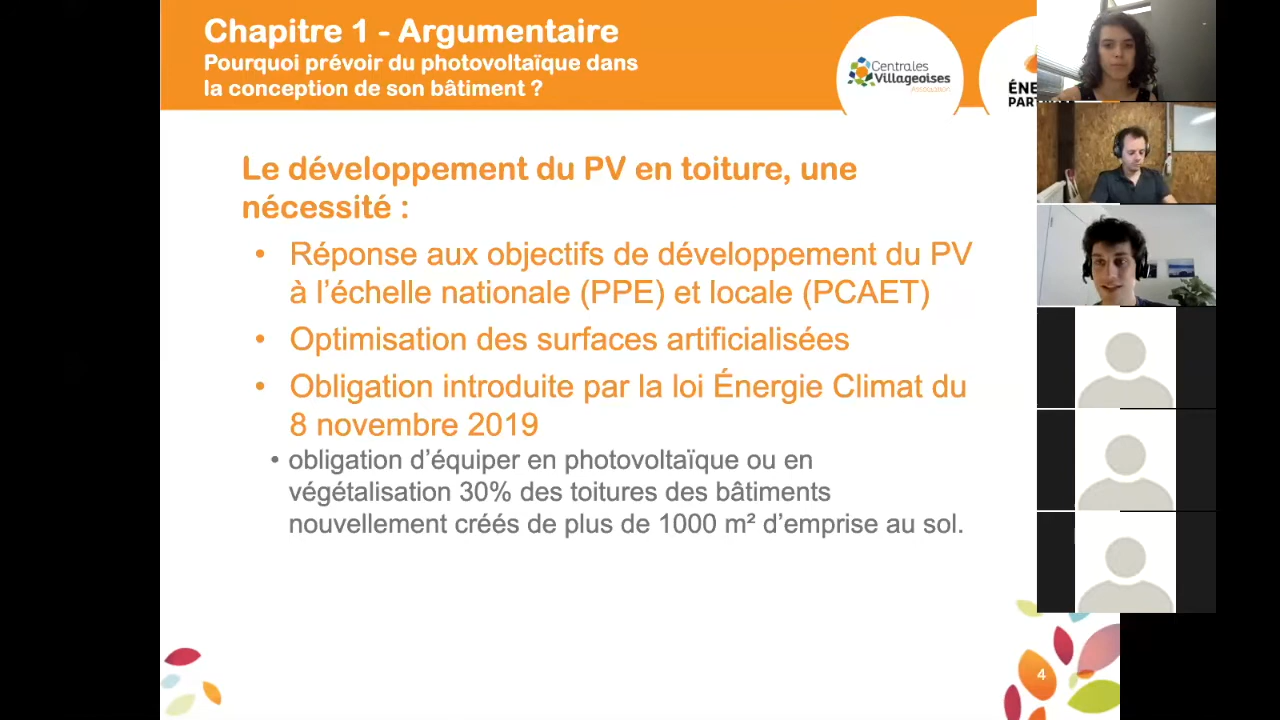 Chapitre 1 - Argumentaire
Pourquoi prévoir du photovoltaïque dans
la conception de son bâtiment ?
Centrales
Villageoises
Association
Le développement du PV en toiture, une
nécessité :
• Réponse aux objectifs de développement du PV
à l’échelle nationale (PPE) et locale (PCAET)
• Optimisation des surfaces artificialisées
• Obligation introduite par la loi Énergie Climat du
8 novembre 2019
• obligation d’équiper en photovoltaïque ou en
végétalisation 30% des toitures des bâtiments
nouvellement créés de plus de 1000 m² d’emprise au sol.
4